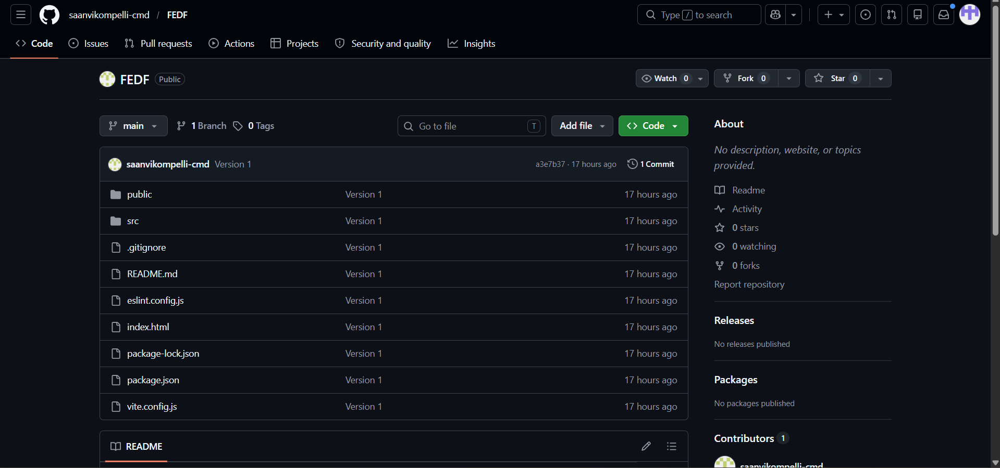 saanvikompelli-cmd / FEDF
Type / to search
Code Issues Pull requests Actions Projects Security and quality Insights
FEDF Public
Watch 0 Fork 0 Star 0
main 1 Branch 0 Tags Go to file T Add file Code
saanvikompelli-cmd Version 1 a3e7b37 · 17 hours ago 1 Commit
public Version 1 17 hours ago
src Version 1 17 hours ago
.gitignore Version 1 17 hours ago
README.md Version 1 17 hours ago
eslint.config.js Version 1 17 hours ago
index.html Version 1 17 hours ago
package-lock.json Version 1 17 hours ago
package.json Version 1 17 hours ago
vite.config.js Version 1 17 hours ago
README
About
No description, website, or topics
provided.
Readme
Activity
0 stars
0 watching
0 forks
Report repository
Releases
No releases published
Packages
No packages published
Contributors 1
saanvikompelli-cmd